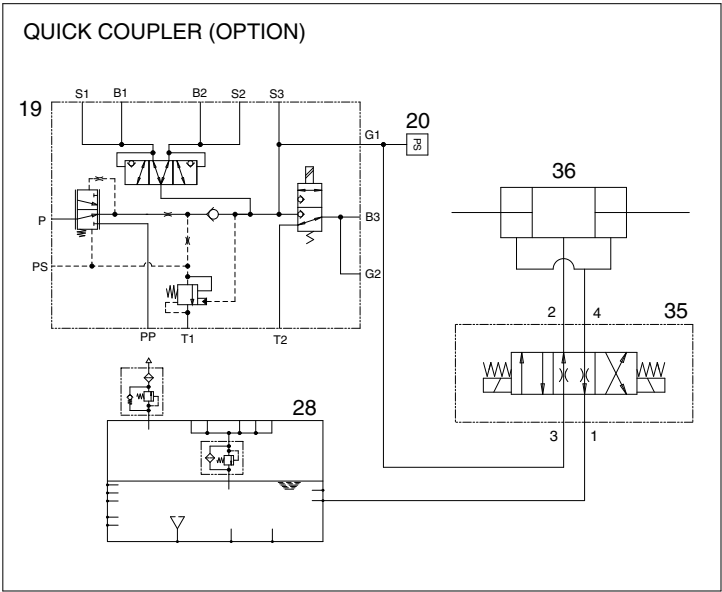 QUICK COUPLER (OPTION)
S1 B1 B2 S2 S3
19
G1
20
PS
36
P
B3
PS
G2
PP T1 T2
2 4
35
28
3 1